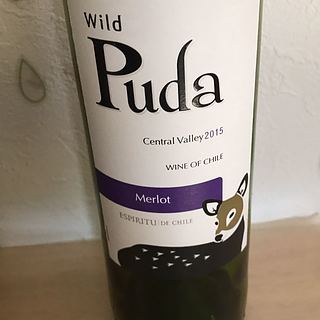 Wild
Puda
Central Valley 2015
WINE OF CHILE
Merlot
ESPIRITU DE CHILE